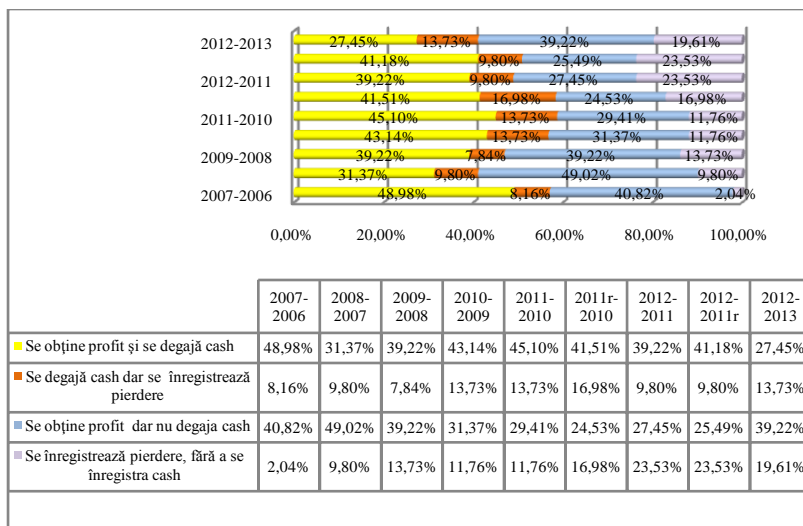 2012-2013 27,45% 13,73% 39,22% 19,61%
41,18% 9,80% 25,49% 23,53%
2012-2011 39,22% 9,80% 27,45% 23,53%
41,51% 16,98% 24,53% 16,98%
2011-2010 45,10% 13,73% 29,41% 11,76%
43,14% 13,73% 31,37% 11,76%
2009-2008 39,22% 7,84% 39,22% 13,73%
31,37% 9,80% 49,02% 9,80%
2007-2006 48,98% 8,16% 40,82% 2,04%
0,00% 20,00% 40,00% 60,00% 80,00% 100,00%
2007- 2008- 2009- 2010- 2011- 2011r- 2012- 2012- 2012-
2006 2007 2008 2009 2010 2010 2011 2011r 2013
Se obține profit și se degajă cash 48,98% 31,37% 39,22% 43,14% 45,10% 41,51% 39,22% 41,18% 27,45%
Se degajă cash dar se înregistrează
pierdere 8,16% 9,80% 7,84% 13,73% 13,73% 16,98% 9,80% 9,80% 13,73%
Se obține profit dar nu degaja cash 40,82% 49,02% 39,22% 31,37% 29,41% 24,53% 27,45% 25,49% 39,22%
Se înregistrează pierdere, fără a se
înregistra cash 2,04% 9,80% 13,73% 11,76% 11,76% 16,98% 23,53% 23,53% 19,61%